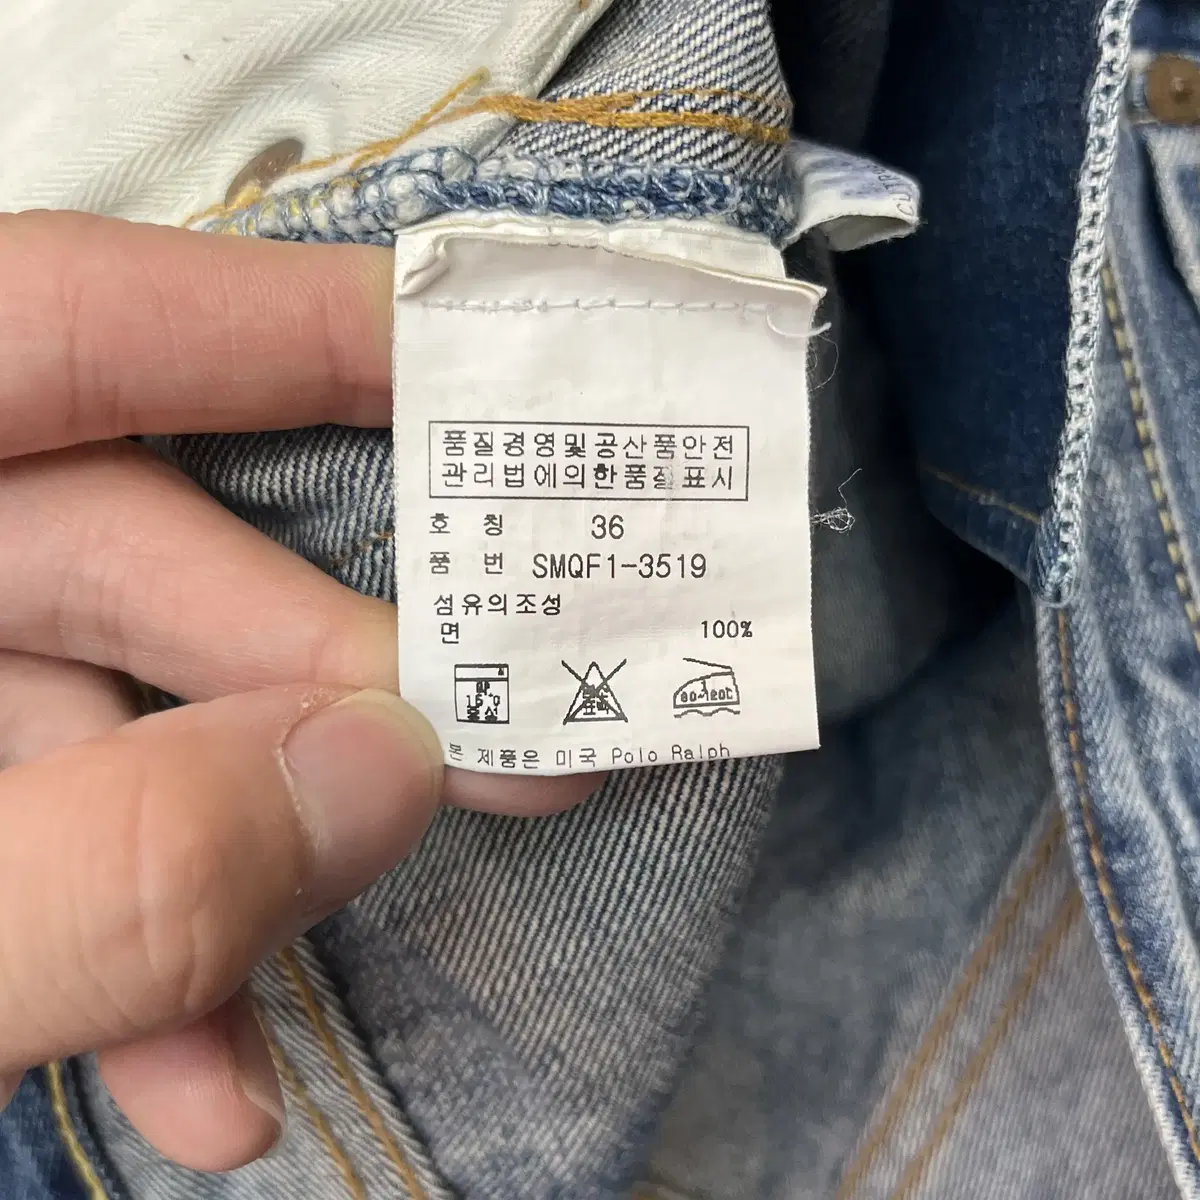 품질경영및공산품안전
관리법에의한품질표시
호 칭 36
품 번 SMQF1-3519
섬유의조성
면 100%
80-120℃
본 제품은 미국 Polo Ralph